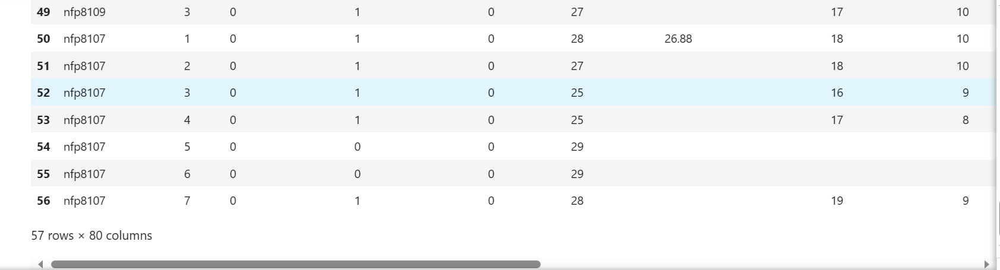 49 nfp8109 3 0 1 0 27 17 10
50 nfp8107 1 0 1 0 28 26.88 18 10
51 nfp8107 2 0 1 0 27 18 10
52 nfp8107 3 0 1 0 25 16 9
53 nfp8107 4 0 1 0 25 17 8
54 nfp8107 5 0 0 0 29
55 nfp8107 6 0 0 0 29
56 nfp8107 7 0 1 0 28 19 9
57 rows × 80 columns